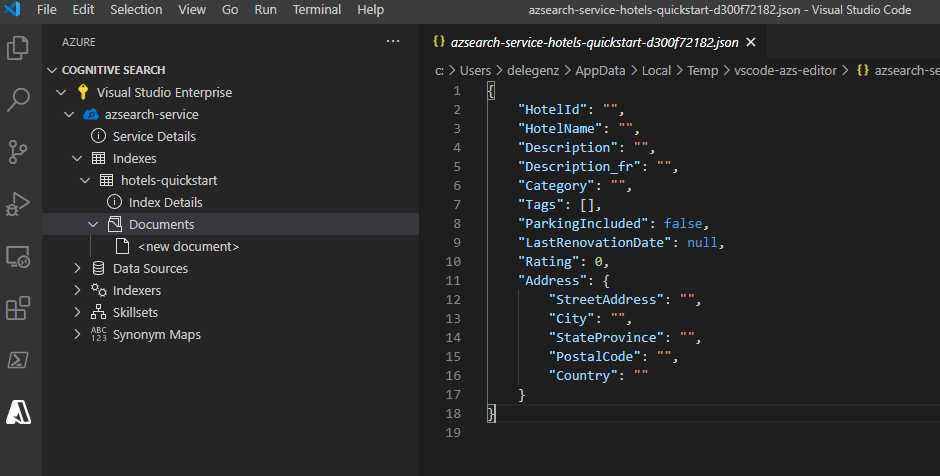 File Edit Selection View Go Run Terminal Help azsearch-service-hotels-quickstart-d300f72182.json - Visual Studio Code
AZURE ···
COGNITIVE SEARCH
Visual Studio Enterprise
azsearch-service
Service Details
Indexes
hotels-quickstart
Index Details
Documents
<new document>
Data Sources
Indexers
Skillsets
ABC
123 Synonym Maps
{} azsearch-service-hotels-quickstart-d300f72182.json ×
c: > Users > delegenz > AppData > Local > Temp > vscode-azs-editor > {} azsearch-se
1 {
2 "HotelId": "",
3 "HotelName": "",
4 "Description": "",
5 "Description_fr": "",
6 "Category": "",
7 "Tags": [],
8 "ParkingIncluded": false,
9 "LastRenovationDate": null,
10 "Rating": 0,
11 "Address": {
12 "StreetAddress": "",
13 "City": "",
14 "StateProvince": "",
15 "PostalCode": "",
16 "Country": ""
17 }
18 }
19